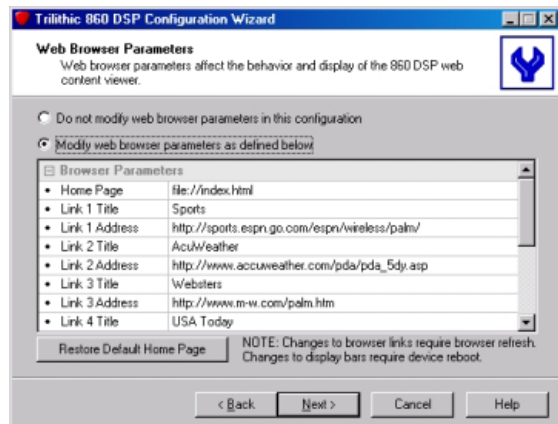 Trilithic 860 DSP Configuration Wizard
Web Browser Parameters
Web browser parameters affect the behavior and display of the 860 DSP web
content viewer.
Do not modify web browser parameters in this configuration
Modify web browser parameters as defined below
Browser Parameters
• Home Page file://index.html
• Link 1 Title Sports
• Link 1 Address http://sports.espn.go.com/espn/wireless/palm/
• Link 2 Title AcuWeather
• Link 2 Address http://www.accuweather.com/pda/pda_5dy.asp
• Link 3 Title Websters
• Link 3 Address http://www.m-w.com/palm.htm
• Link 4 Title USA Today
Restore Default Home Page
NOTE: Changes to browser links require browser refresh.
Changes to display bars require device reboot.
< Back Next > Cancel Help